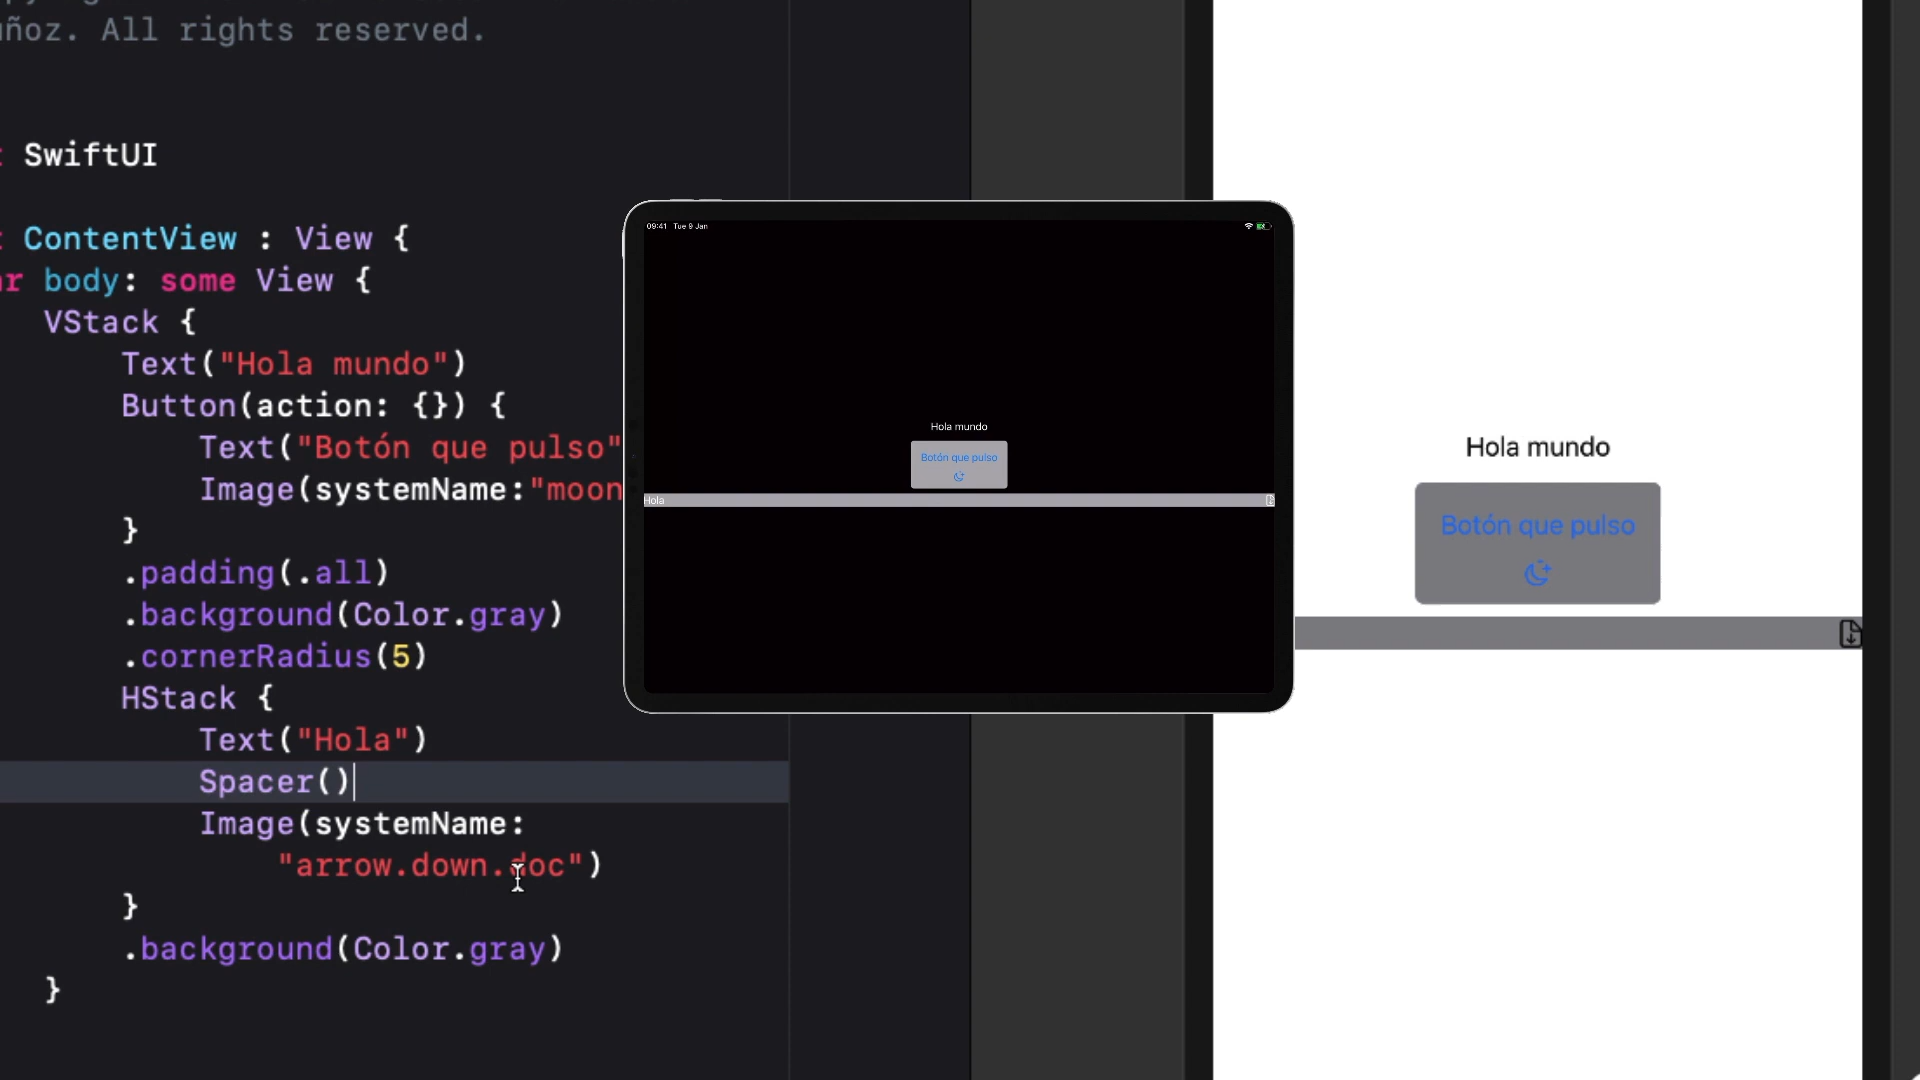 ñoz. All rights reserved.
SwiftUI
ContentView : View {
r body: some View {
VStack {
Text("Hola mundo")
Button(action: {}) {
Text("Botón que pulso"
Image(systemName:"moon
}
.padding(.all)
.background(Color.gray)
.cornerRadius(5)
HStack {
Text("Hola")
Spacer()
Image(systemName:
"arrow.down.doc")
}
.background(Color.gray)
}
09:41 Tue 9 Jan
Hola mundo
Botón que pulso
Hola
Hola mundo
Botón que pulso